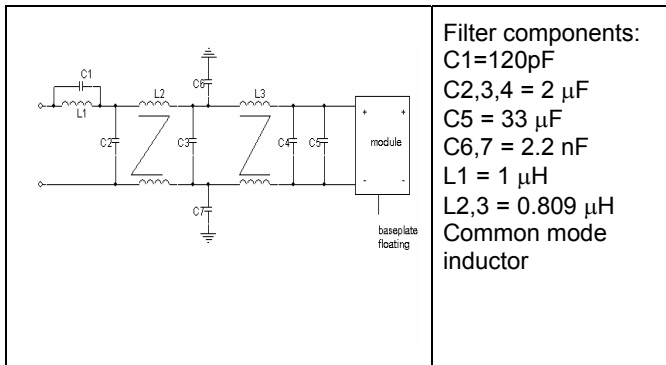 C1
L1
C2
L2
C3
C6
C7
L3
C4
C5
+ +
module
- -
baseplate
floating
Filter components:
C1=120pF
C2,3,4 = 2 μF
C5 = 33 μF
C6,7 = 2.2 nF
L1 = 1 μH
L2,3 = 0.809 μH
Common mode
inductor